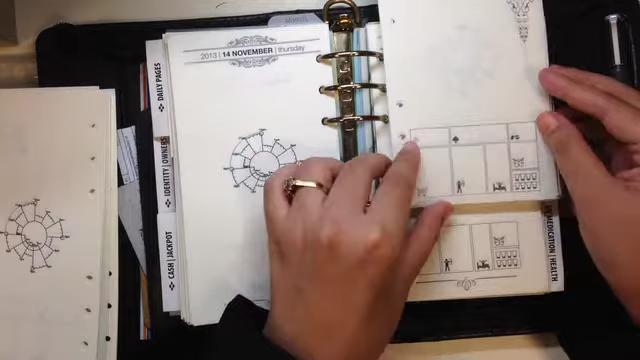 2013 | 14 NOVEMBER | thursday
DAILY PAGES
IDENTITY | OWNERS
CASH | JACKPOT
MEDICATION | HEALTH